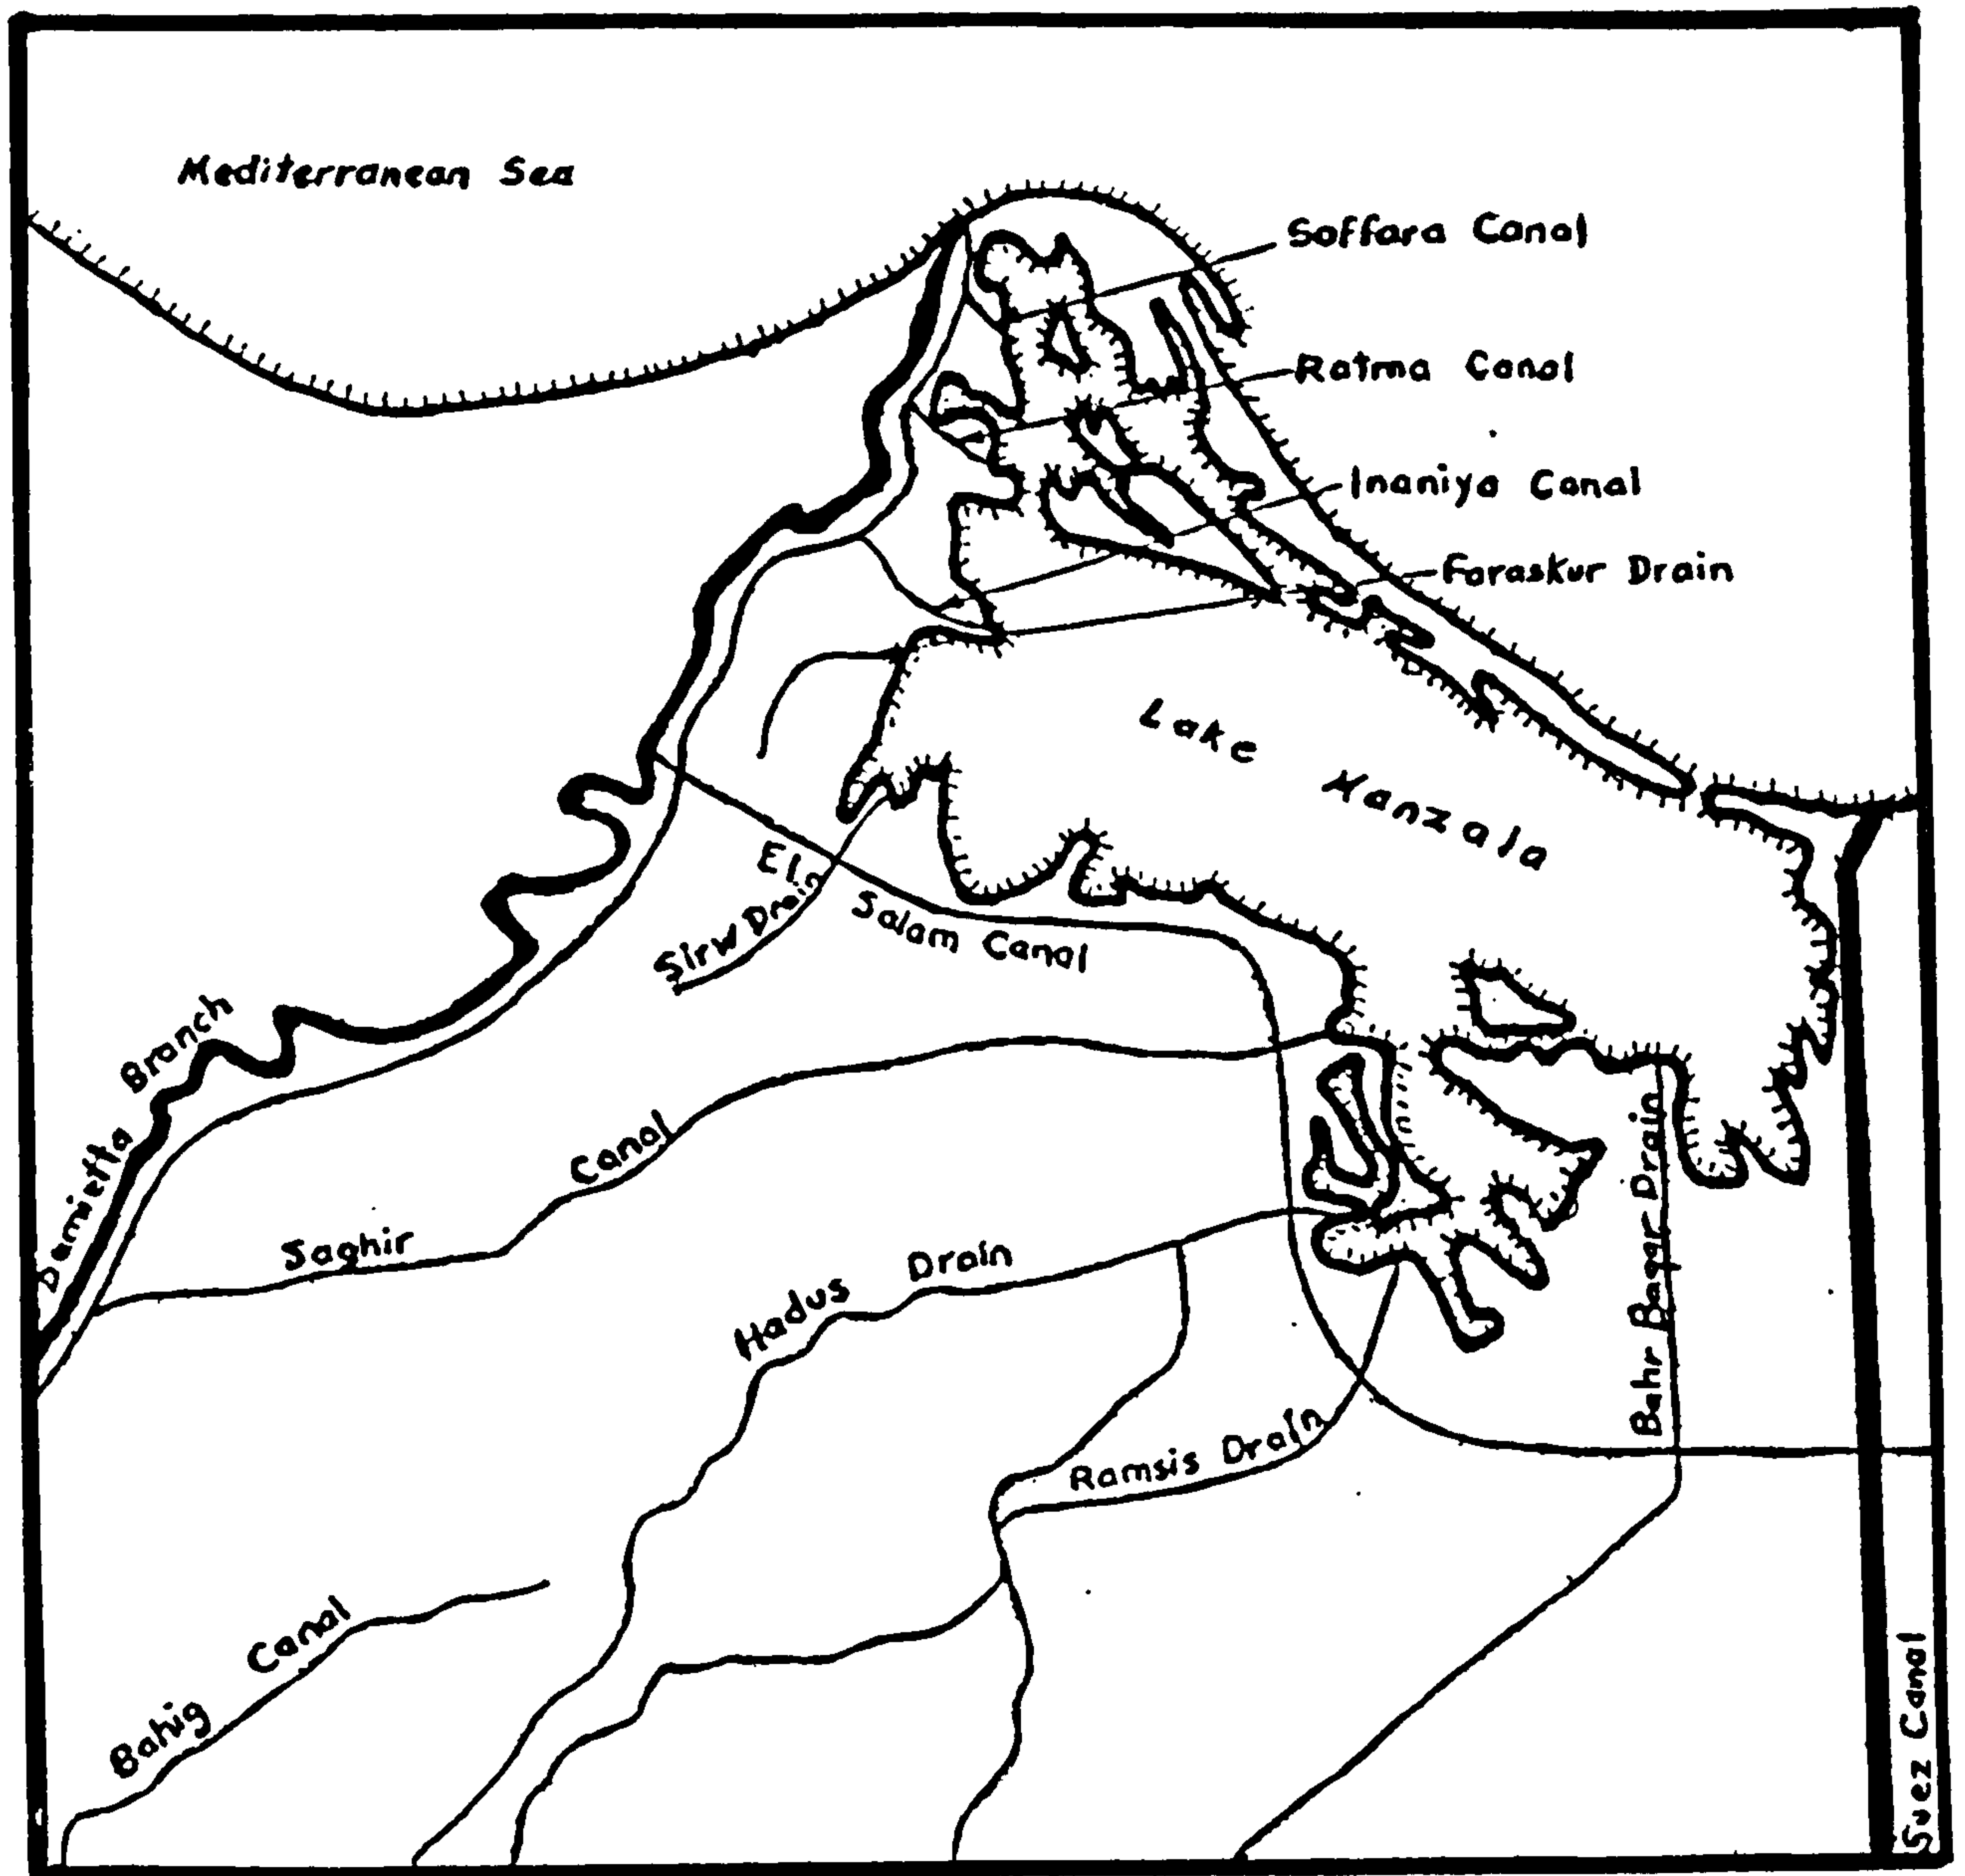 Mediterranean Sea
Soffara Canal
Ratma Canal
Inaniya Canal
Faraskur Drain
Lake Manzala
El Salam Canal
Sirw Drain
Damietta Branch
Saghir Canal
Hadus Drain
Bahr Baqar Drain
Ramsis Drain
Bahig Canal
Suez Canal